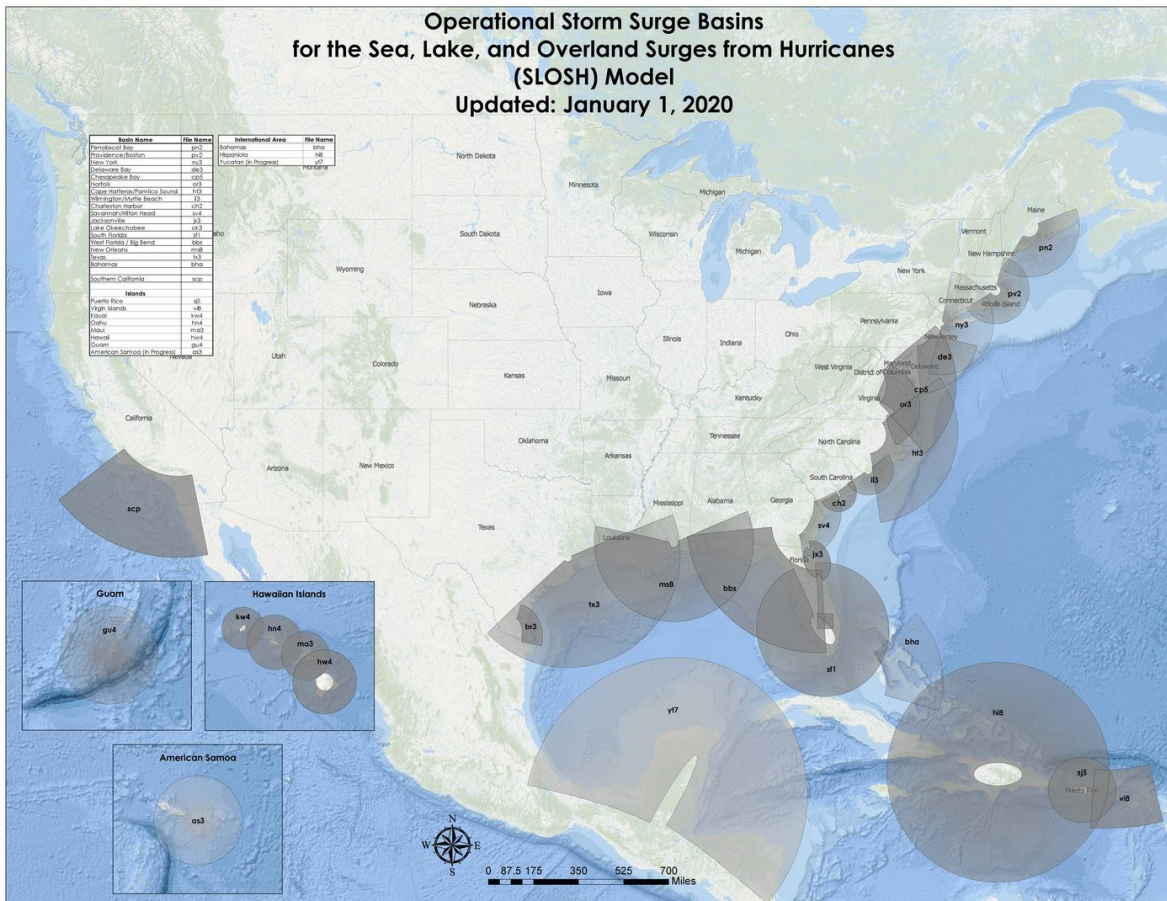 Operational Storm Surge Basins
for the Sea, Lake, and Overland Surges from Hurricanes
(SLOSH) Model
Updated: January 1, 2020
Basin Name File Name
Penobscot Bay pn2
Providence/Boston pv2
New York ny3
Delaware Bay de3
Chesapeake Bay cp5
Norfolk or3
Cape Hatteras/Pamlico Sound ht3
Wilmington/Myrtle Beach il3
Charleston Harbor ch2
Savannah/Hilton Head sv4
Jacksonville jx3
Lake Okeechobee ok3
South Florida sf1
West Florida / Big Bend bbs
New Orleans ms8
Texas tx3
Bahamas bha
Southern California scp
Islands
Puerto Rico sj5
Virgin Islands vi8
Kauai kw4
Oahu hn4
Maui ma3
Hawaii hw4
Guam gu4
American Samoa (In Progress) as3
International Area File Name
Bahamas bha
Hispaniola hi8
Yucatan (In Progress) yt7
Montana
North Dakota
Minnesota
Michigan
Maine
Vermont
New Hampshire
pn2
South Dakota
Wisconsin
Michigan
New York
Massachusetts
Connecticut
Rhode Island
pv2
Wyoming
Nebraska
Iowa
Pennsylvania
New Jersey
ny3
Nevada
Utah
Colorado
Kansas
Missouri
Illinois
Indiana
Ohio
West Virginia
Maryland
District of Columbia
Delaware
de3
Kentucky
Virginia
cp5
or3
California
Arizona
New Mexico
Oklahoma
Arkansas
Tennessee
North Carolina
ht3
South Carolina
il3
Texas
Louisiana
Mississippi
Alabama
Georgia
ch2
sv4
Florida
jx3
scp
br3
tx3
ms8
bbs
sf1
bha
yt7
hi8
sj5
Puerto Rico
vi8
Guam
gu4
Hawaiian Islands
kw4
hn4
ma3
hw4
American Samoa
as3
N
W E
S
0 87.5 175 350 525 700
Miles